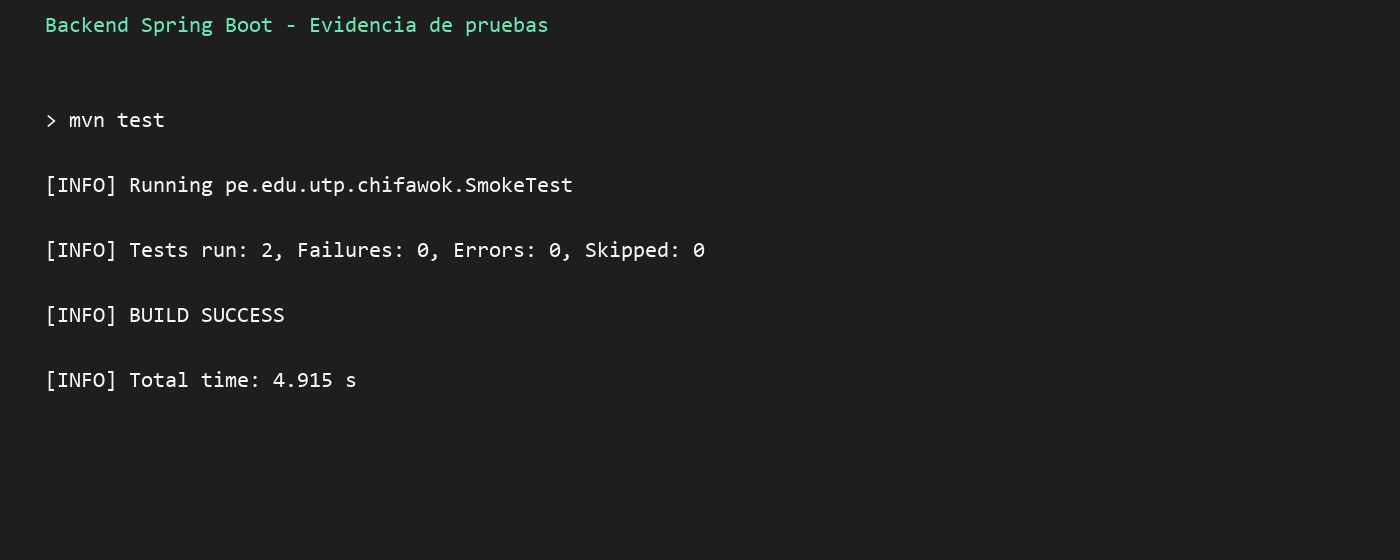 Backend Spring Boot - Evidencia de pruebas
> mvn test
[INFO] Running pe.edu.utp.chifawok.SmokeTest
[INFO] Tests run: 2, Failures: 0, Errors: 0, Skipped: 0
[INFO] BUILD SUCCESS
[INFO] Total time: 4.915 s